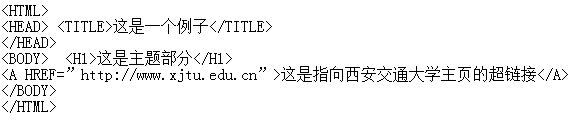 <HTML>
<HEAD> <TITLE>这是一个例子</TITLE>
</HEAD>
<BODY>  <H1>这是主题部分</H1>
<A HREF=”http://www.xjtu.edu.cn”>这是指向西安交通大学主页的超链接</A>
</BODY>
</HTML>